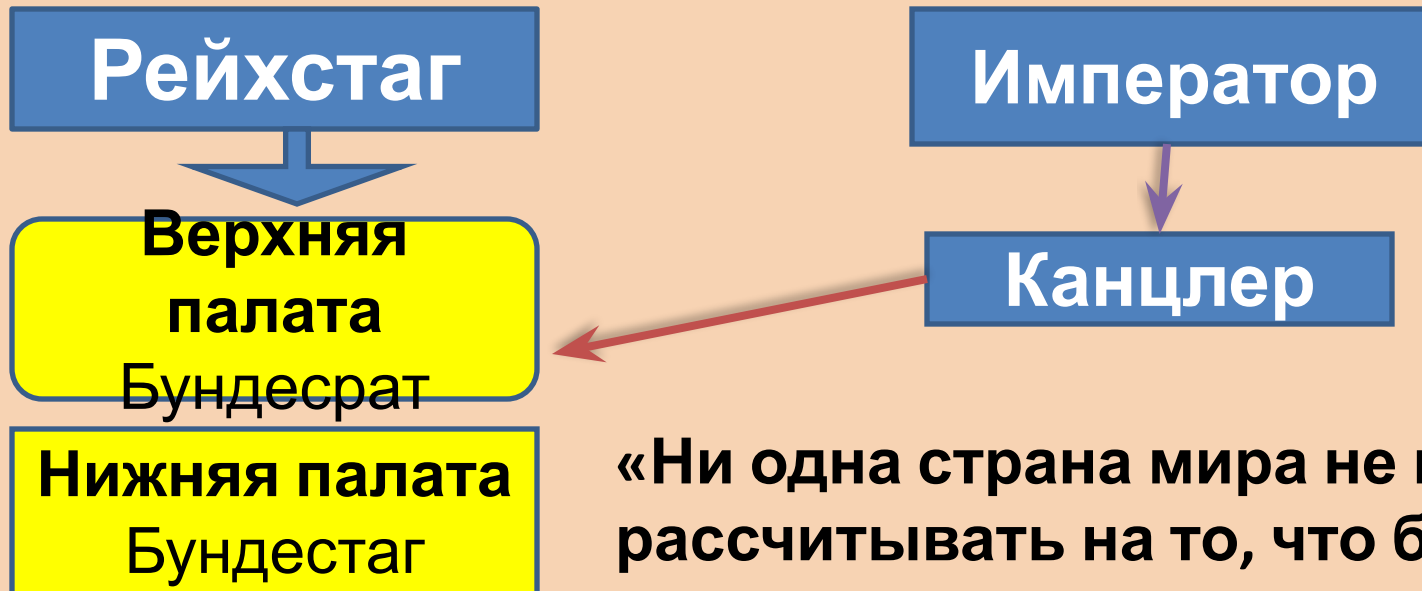 Рейхстаг
Император
Верхняя
палата
Бундесрат
Канцлер
Нижняя палата
Бундестаг
«Ни одна страна мира не
рассчитывать на то, что